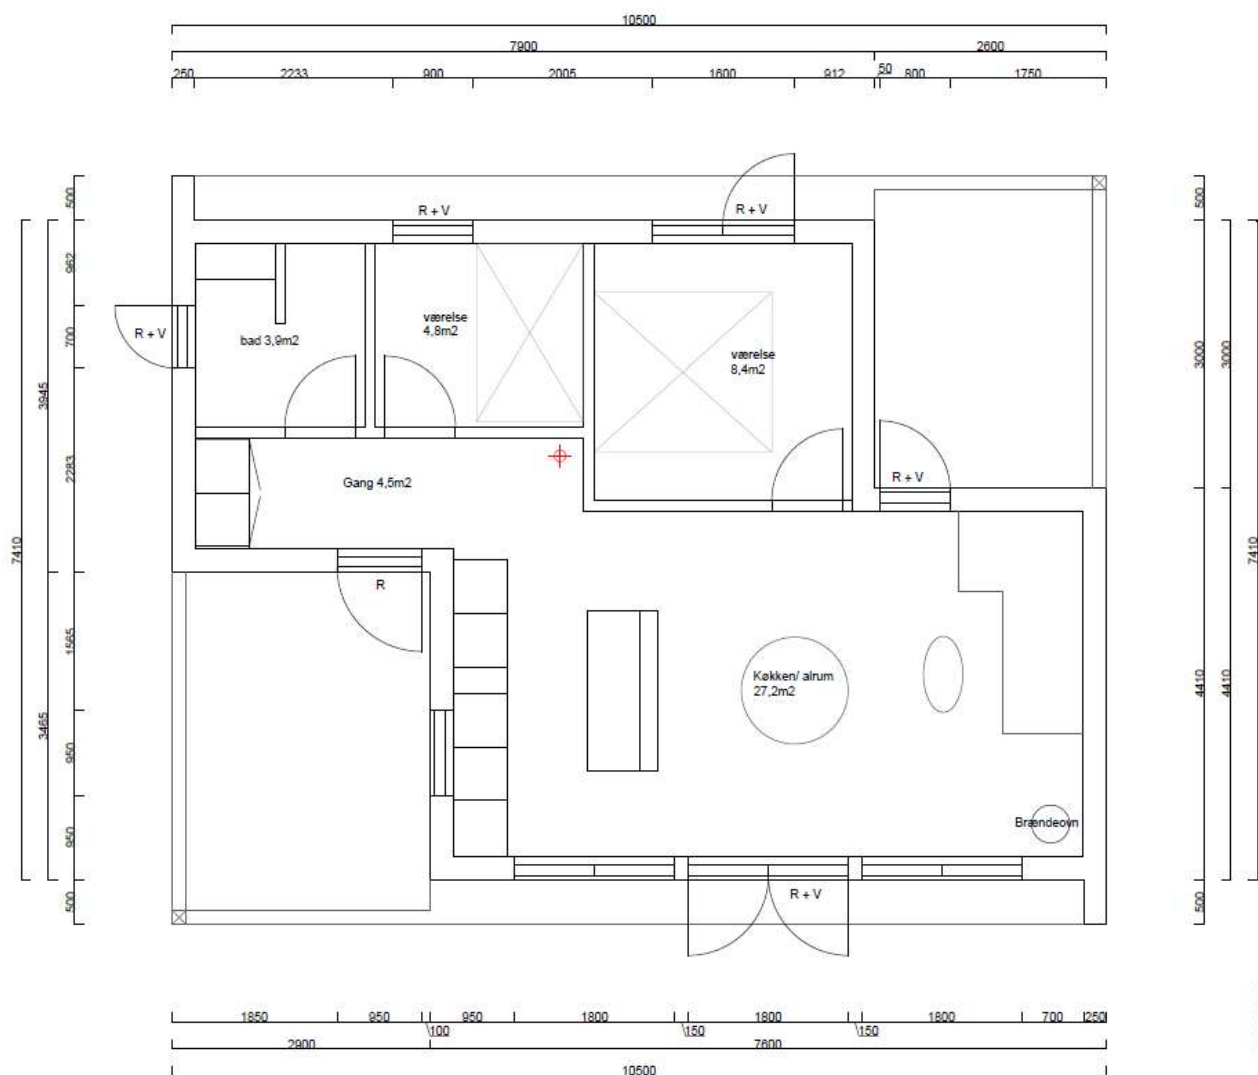 10500
7900 2600
250 2233 900 2005 1600 912 50 800 1750
500
962
700
2283
1565
950
950
500
3945
3465
7410
500
3000
4410
500
3000
4410
7410
R + V
R + V
R + V
værelse
4,8m2
bad 3,9m2
værelse
8,4m2
R + V
Gang 4,5m2
R
Køkken/ alrum
27,2m2
Brændeovn
R + V
1850 950 100 950 1800 150 1800 150 1800 700 250
2900 7600
10500